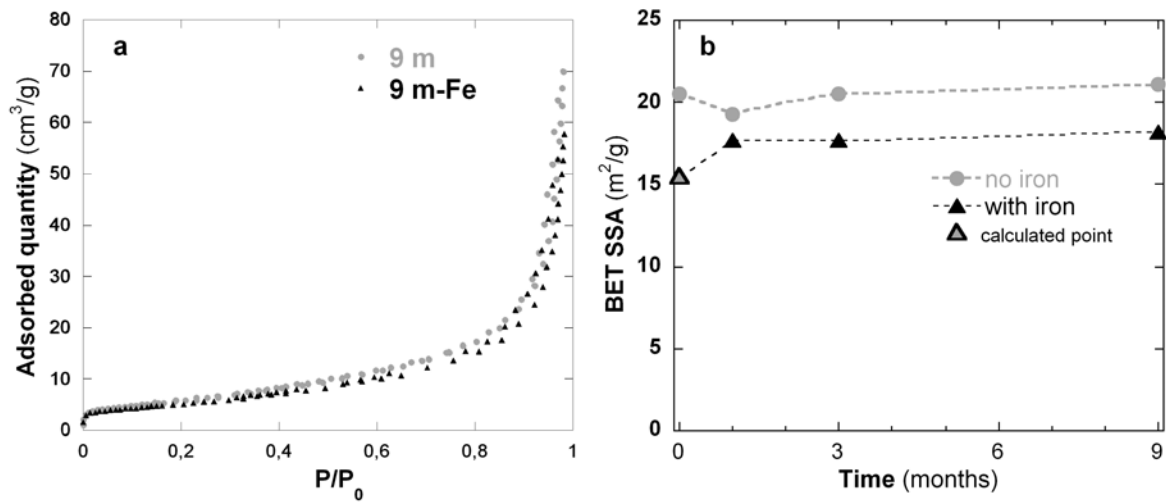 a
9 m
9 m-Fe
80
70
60
50
40
30
20
10
0
Adsorbed quantity (cm³/g)
0
0,2
0,4
0,6
0,8
1
P/P₀
b
25
20
15
10
5
0
BET SSA (m²/g)
no iron
with iron
calculated point
0
3
6
9
Time (months)